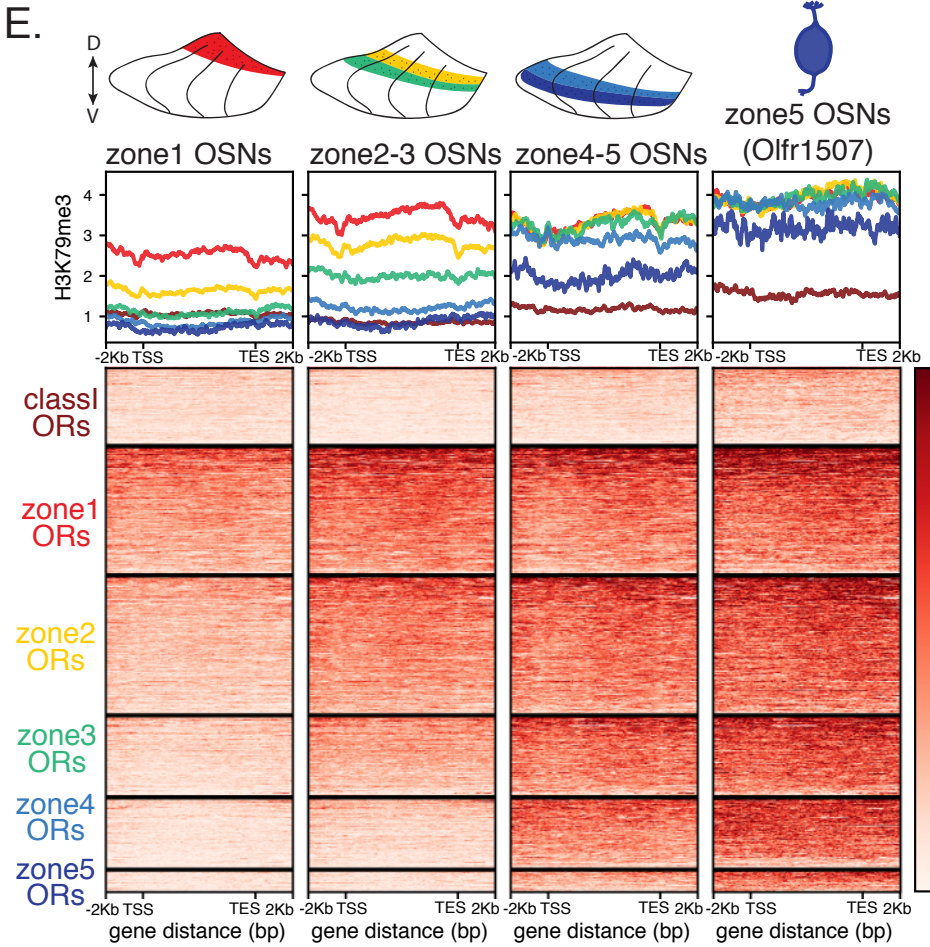 E.
D
V
zone1 OSNs
zone2-3 OSNs
zone4-5 OSNs
zone5 OSNs
(Olfr1507)
H3K79me3
4
3
2
1
-2Kb TSS TES 2Kb
-2Kb TSS TES 2Kb
-2Kb TSS TES 2Kb
-2Kb TSS TES 2Kb
classI
ORs
zone1
ORs
zone2
ORs
zone3
ORs
zone4
ORs
zone5
ORs
-2Kb TSS TES 2Kb
-2Kb TSS TES 2Kb
-2Kb TSS TES 2Kb
-2Kb TSS TES 2Kb
gene distance (bp)
gene distance (bp)
gene distance (bp)
gene distance (bp)